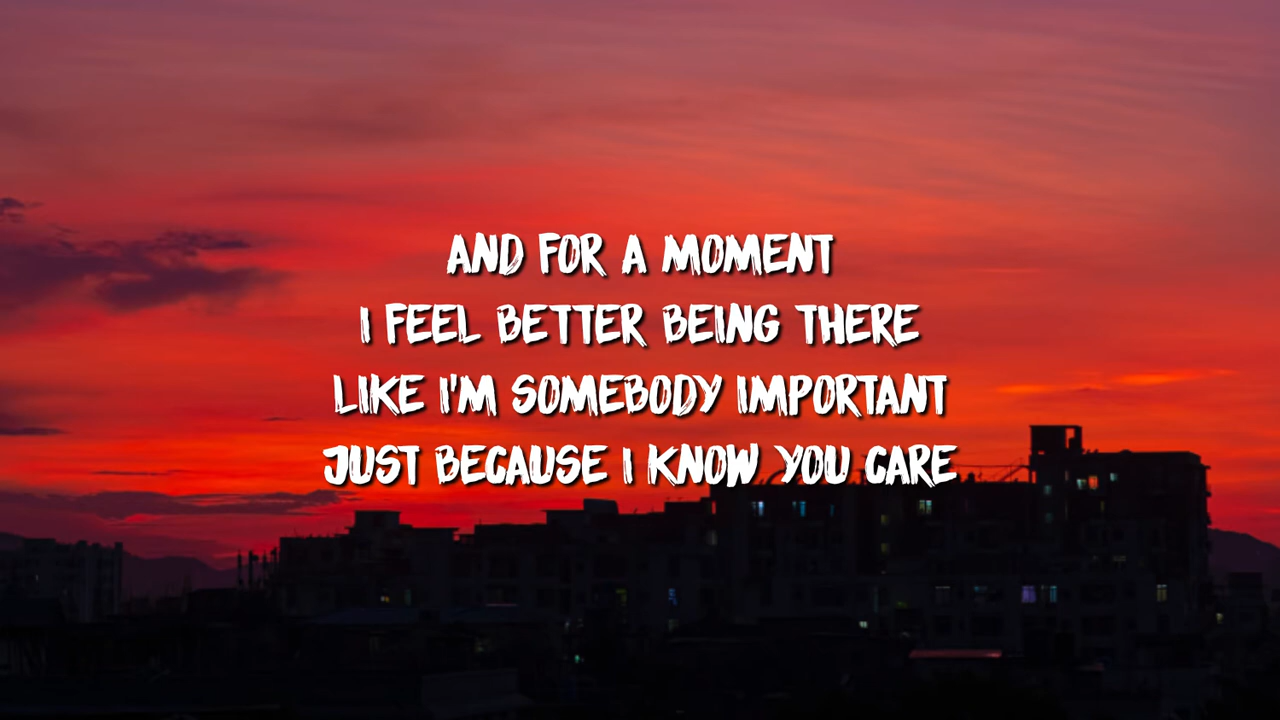 AND FOR A MOMENT
I FEEL BETTER BEING THERE
LIKE I'M SOMEBODY IMPORTANT
JUST BECAUSE I KNOW YOU CARE